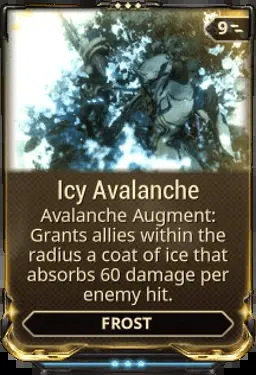 9
Icy Avalanche
Avalanche Augment:
Grants allies within the
radius a coat of ice that
absorbs 60 damage per
enemy hit.
FROST